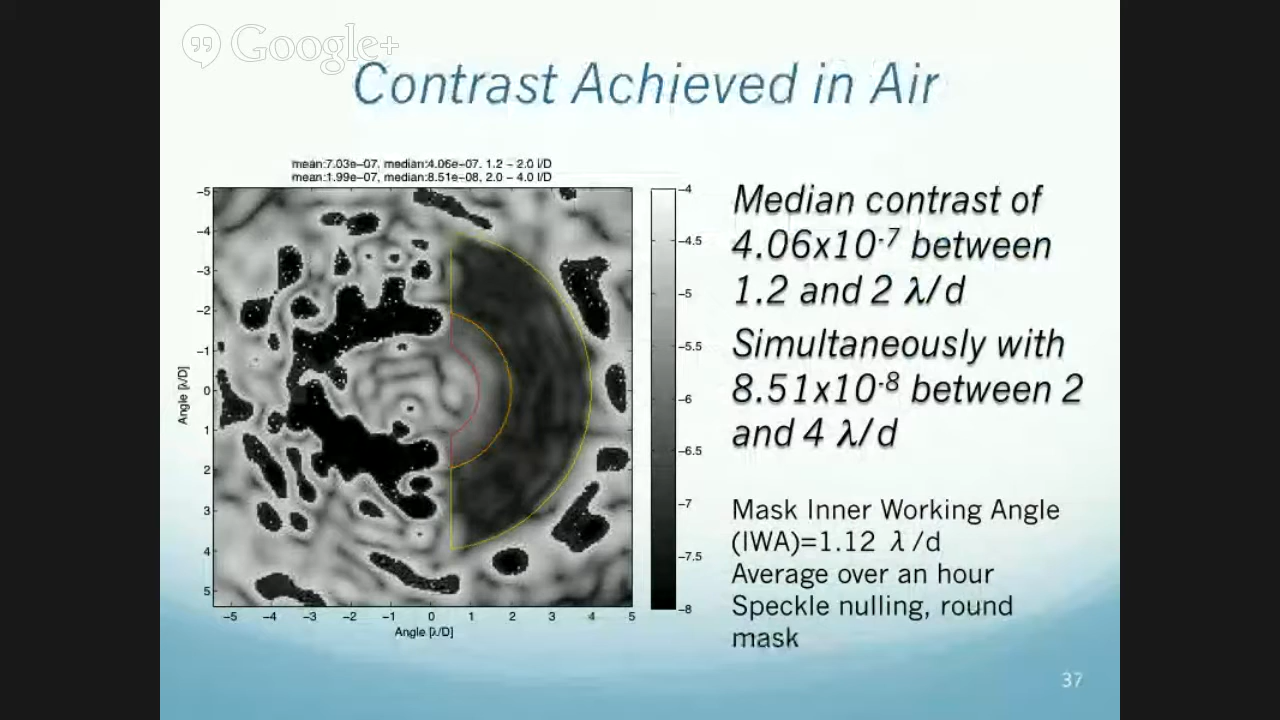 Google+
Contrast Achieved in Air
mean:7.03e-07, median:4.06e-07. 1.2 - 2.0 l/D
mean:1.99e-07, median:8.51e-08, 2.0 - 4.0 l/D
-5
-4
-3
-2
-1
0
1
2
3
4
5
Angle [λ/D]
-5 -4 -3 -2 -1 0 1 2 3 4 5
Angle [λ/D]
-4
-4.5
-5
-5.5
-6
-6.5
-7
-7.5
-8
Median contrast of
4.06x10⁻⁷ between
1.2 and 2 λ/d
Simultaneously with
8.51x10⁻⁸ between 2
and 4 λ/d
Mask Inner Working Angle
(IWA)=1.12 λ /d
Average over an hour
Speckle nulling, round
mask
37